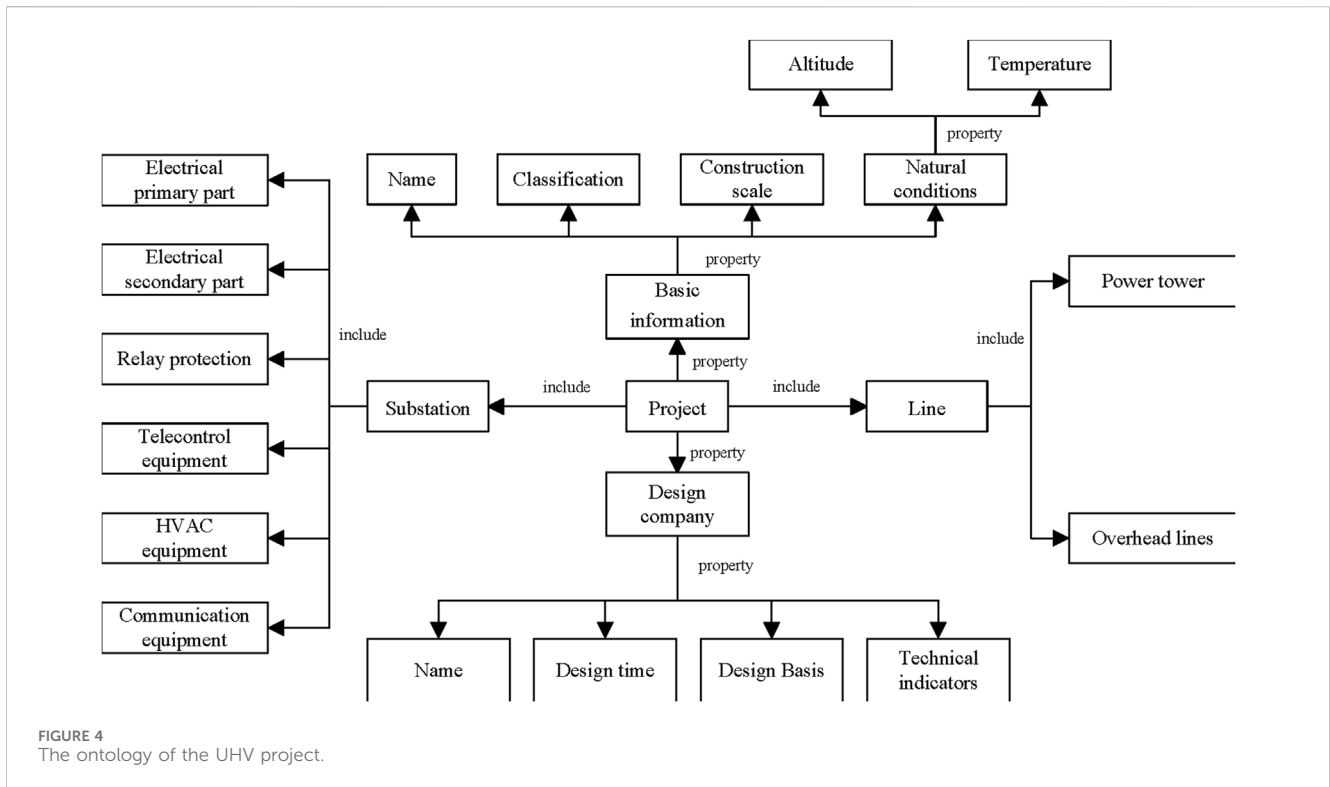 Altitude
Temperature
property
Electrical
primary part
Name
Classification
Construction
scale
Natural
conditions
Electrical
secondary part
property
Basic
information
Power tower
Relay protection
include
include
property
Substation
include
Project
include
Line
Telecontrol
equipment
property
Design
company
HVAC
equipment
Overhead lines
property
Communication
equipment
Name
Design time
Design Basis
Technical
indicators
FIGURE 4
The ontology of the UHV project.